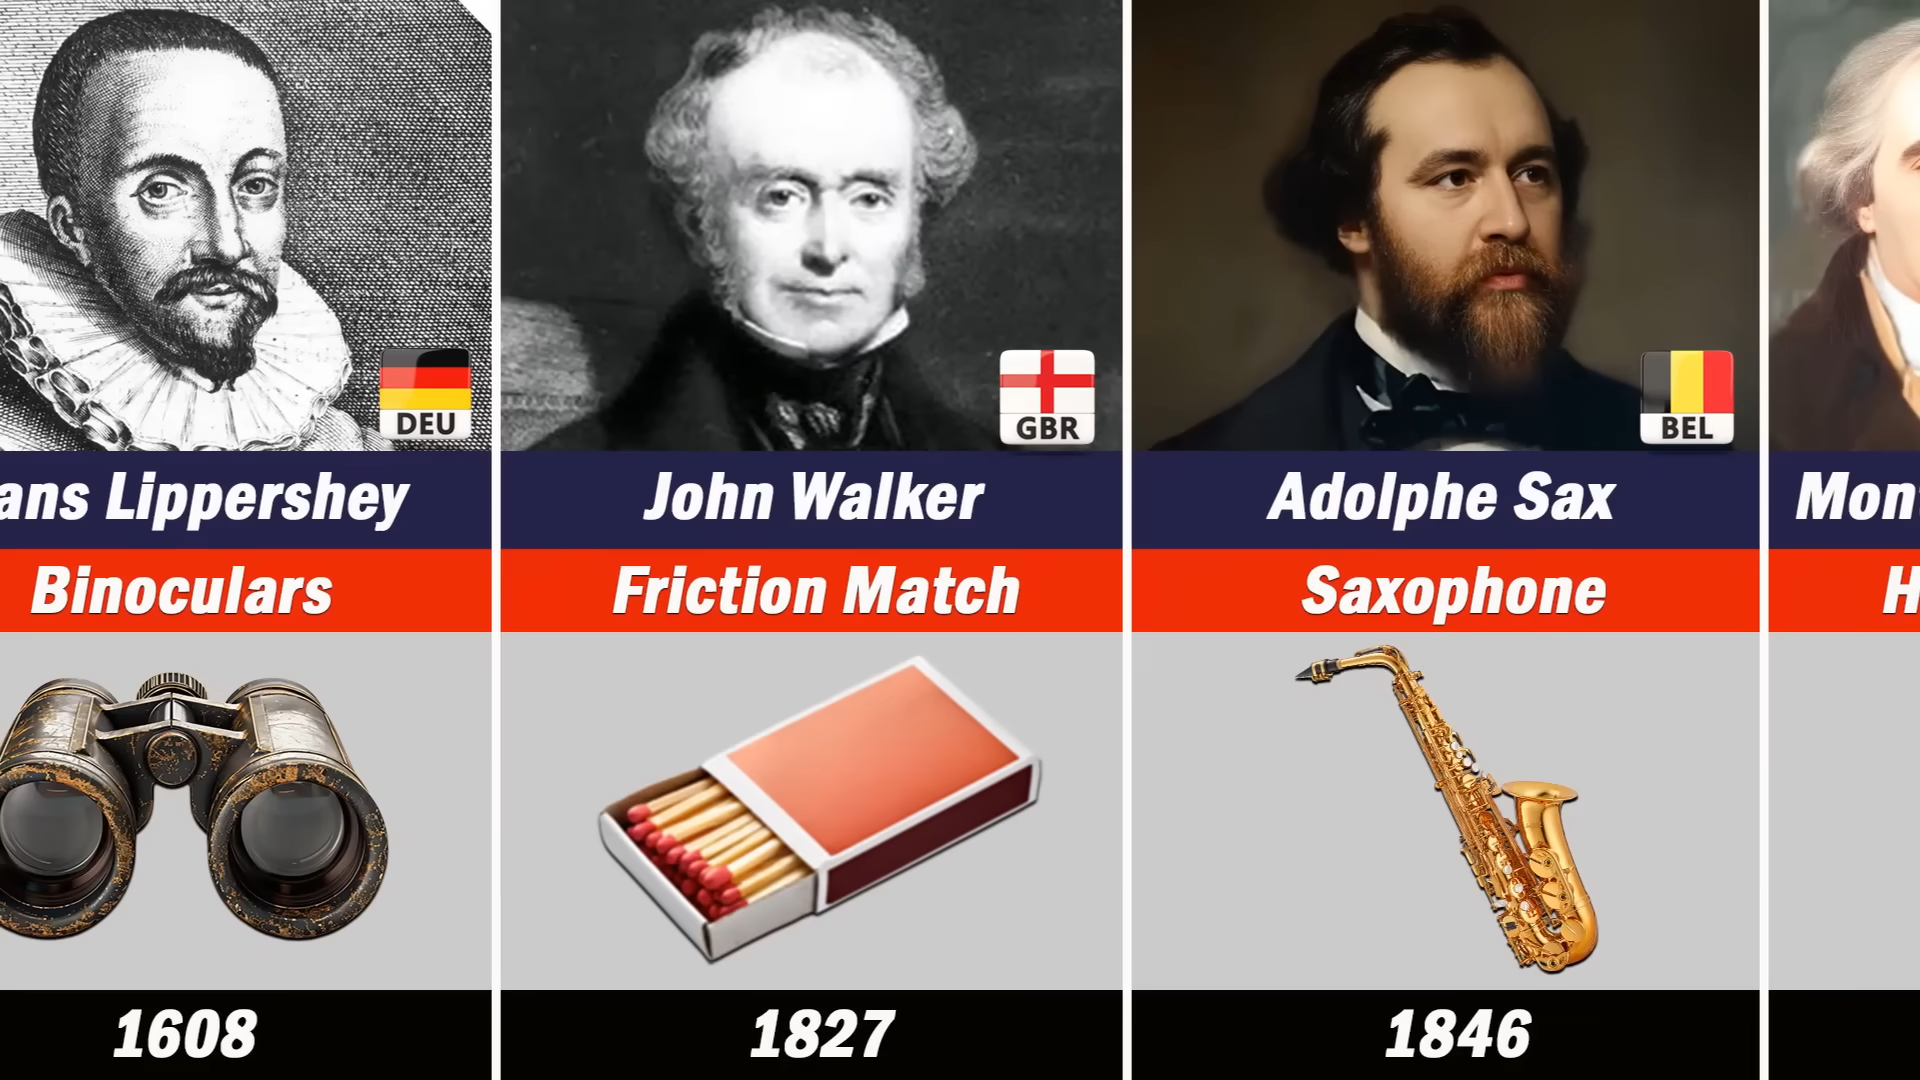 DEU
ans Lippershey
Binoculars
1608
GBR
John Walker
Friction Match
1827
BEL
Adolphe Sax
Saxophone
1846
Mon
H